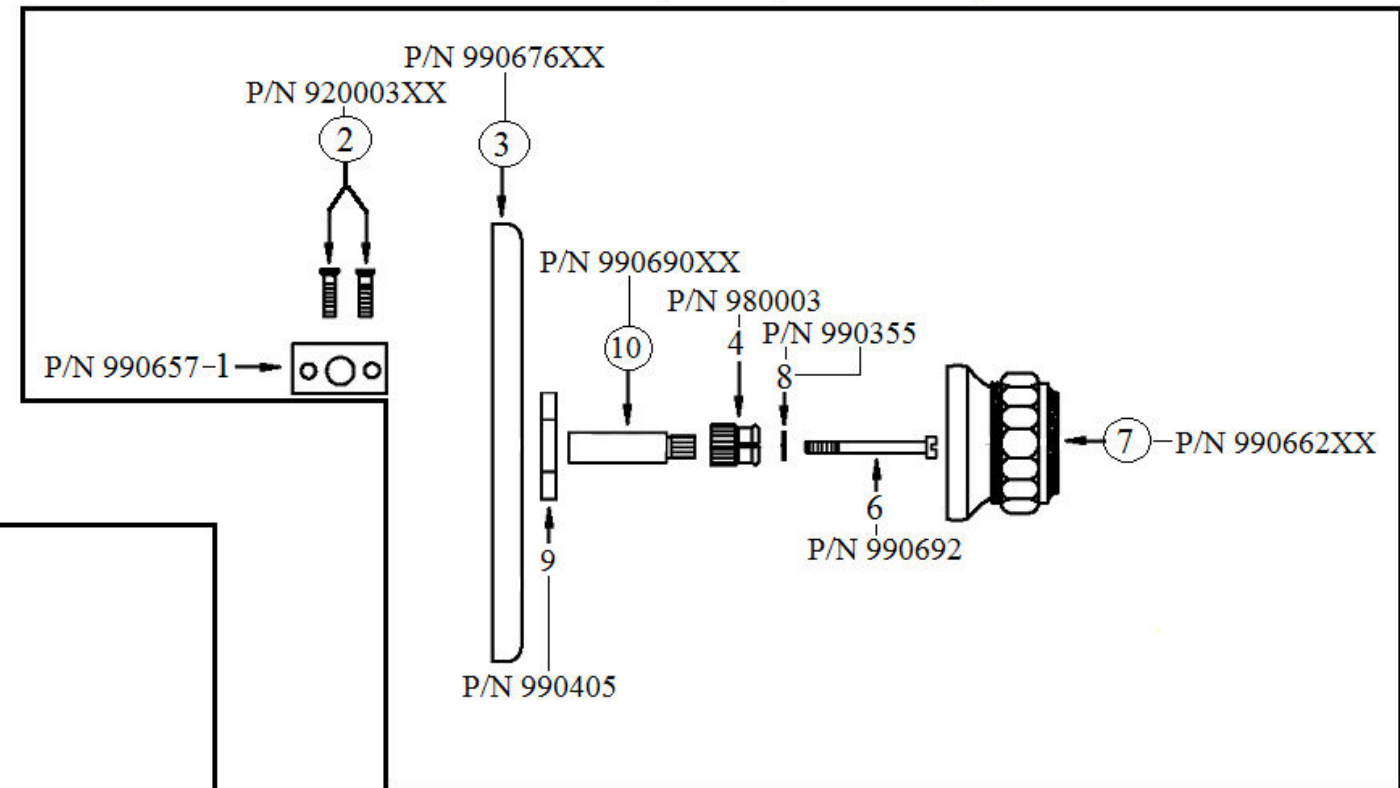 P/N 990676XX
P/N 920003XX
2
3
P/N 990690XX
P/N 980003
P/N 990355
10
4
8
P/N 990657-1
7
P/N 990662XX
6
P/N 990692
9
P/N 990405